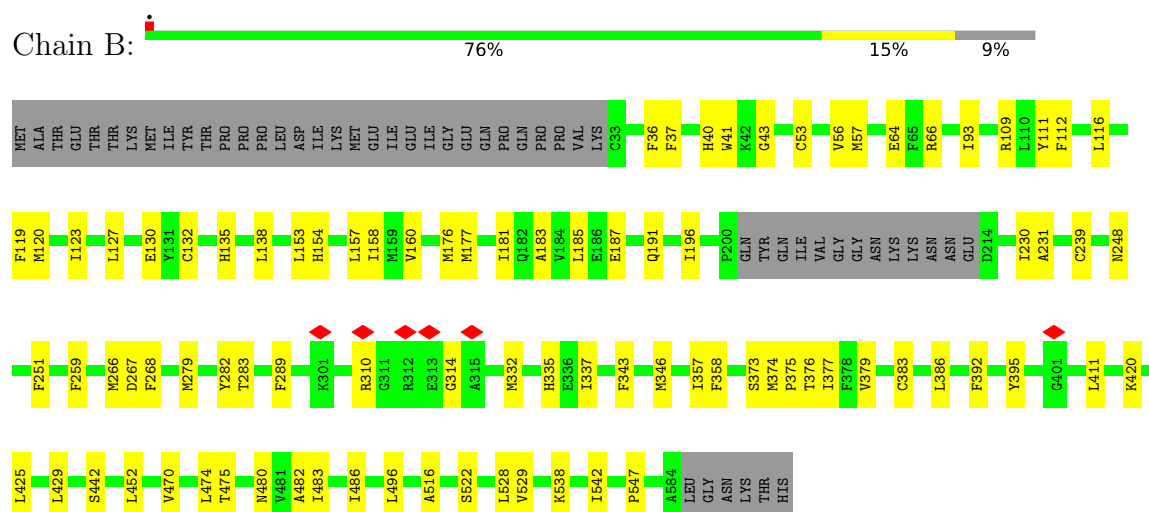 Chain B:
76% 15% 9%
MET ALA THR GLU THR THR LYS MET ILE TYR THR PRO PRO PRO LEU ASP ILE LYS MET GLU ILE GLU ILE GLY GLU GLN PRO GLN PRO PRO VAL LYS C33 F36 F37 H40 W41 K42 G43 C53 V56 M57 E64 F65 R66 I93 R109 L110 Y111 F112 L116
F119 M120 I123 L127 E130 Y131 C132 H135 L138 L153 H154 L157 I158 M159 V160 M176 M177 I181 Q182 A183 V184 L185 E186 E187 Q191 I196 P200 GLN TYR GLN ILE VAL GLY GLY ASN LYS LYS ASN ASN GLU D214 I230 A231 C239 N248
F251 F259 M266 D267 F268 M279 Y282 T283 F289 K301 R310 G311 R312 E313 G314 A315 M332 H335 E336 I337 F343 M346 I357 F358 S373 M374 P375 T376 I377 F378 V379 C383 L386 F392 Y395 G401 L411 K420
L425 L429 S442 L452 V470 L474 T475 N480 V481 A482 I483 I486 L496 A516 S522 L528 V529 K538 I542 P547 A584 LEU GLY ASN LYS THR HIS